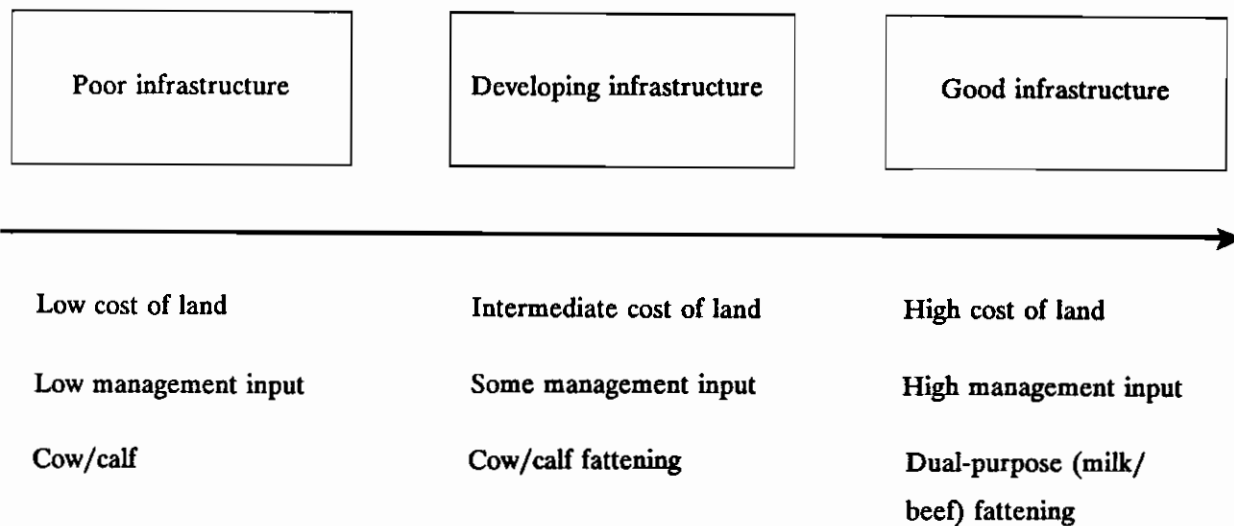 Poor infrastructure
Developing infrastructure
Good infrastructure
Low cost of land
Intermediate cost of land
High cost of land
Low management input
Some management input
High management input
Cow/calf
Cow/calf fattening
Dual-purpose (milk/
beef) fattening